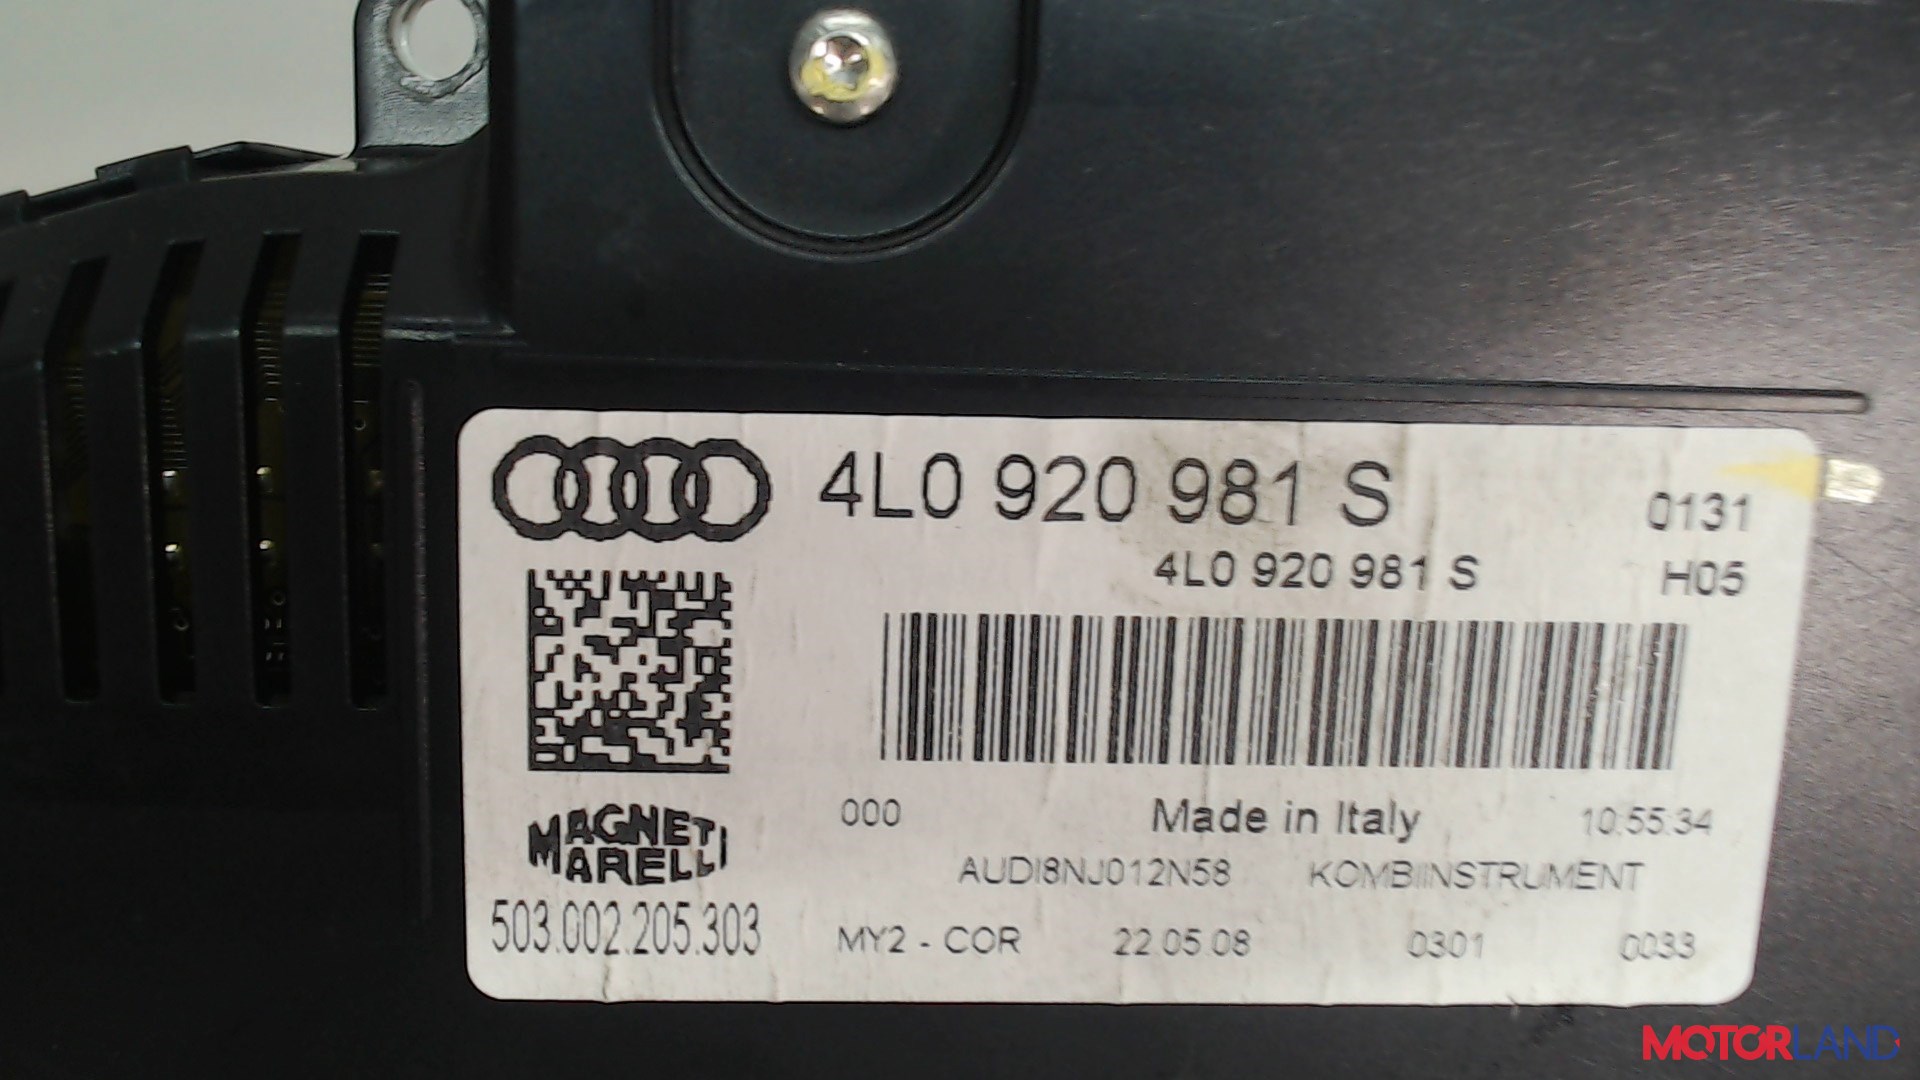 4L0 920 981 S 0131
4L0 920 981 S H05
000 Made in Italy 10:55:34
MAGNETI
MARELLI
AUDI8NJ012N58 KOMBIINSTRUMENT
503.002.205.303 MY2 - COR 22.05.08 0301 0033
MOTORLAND